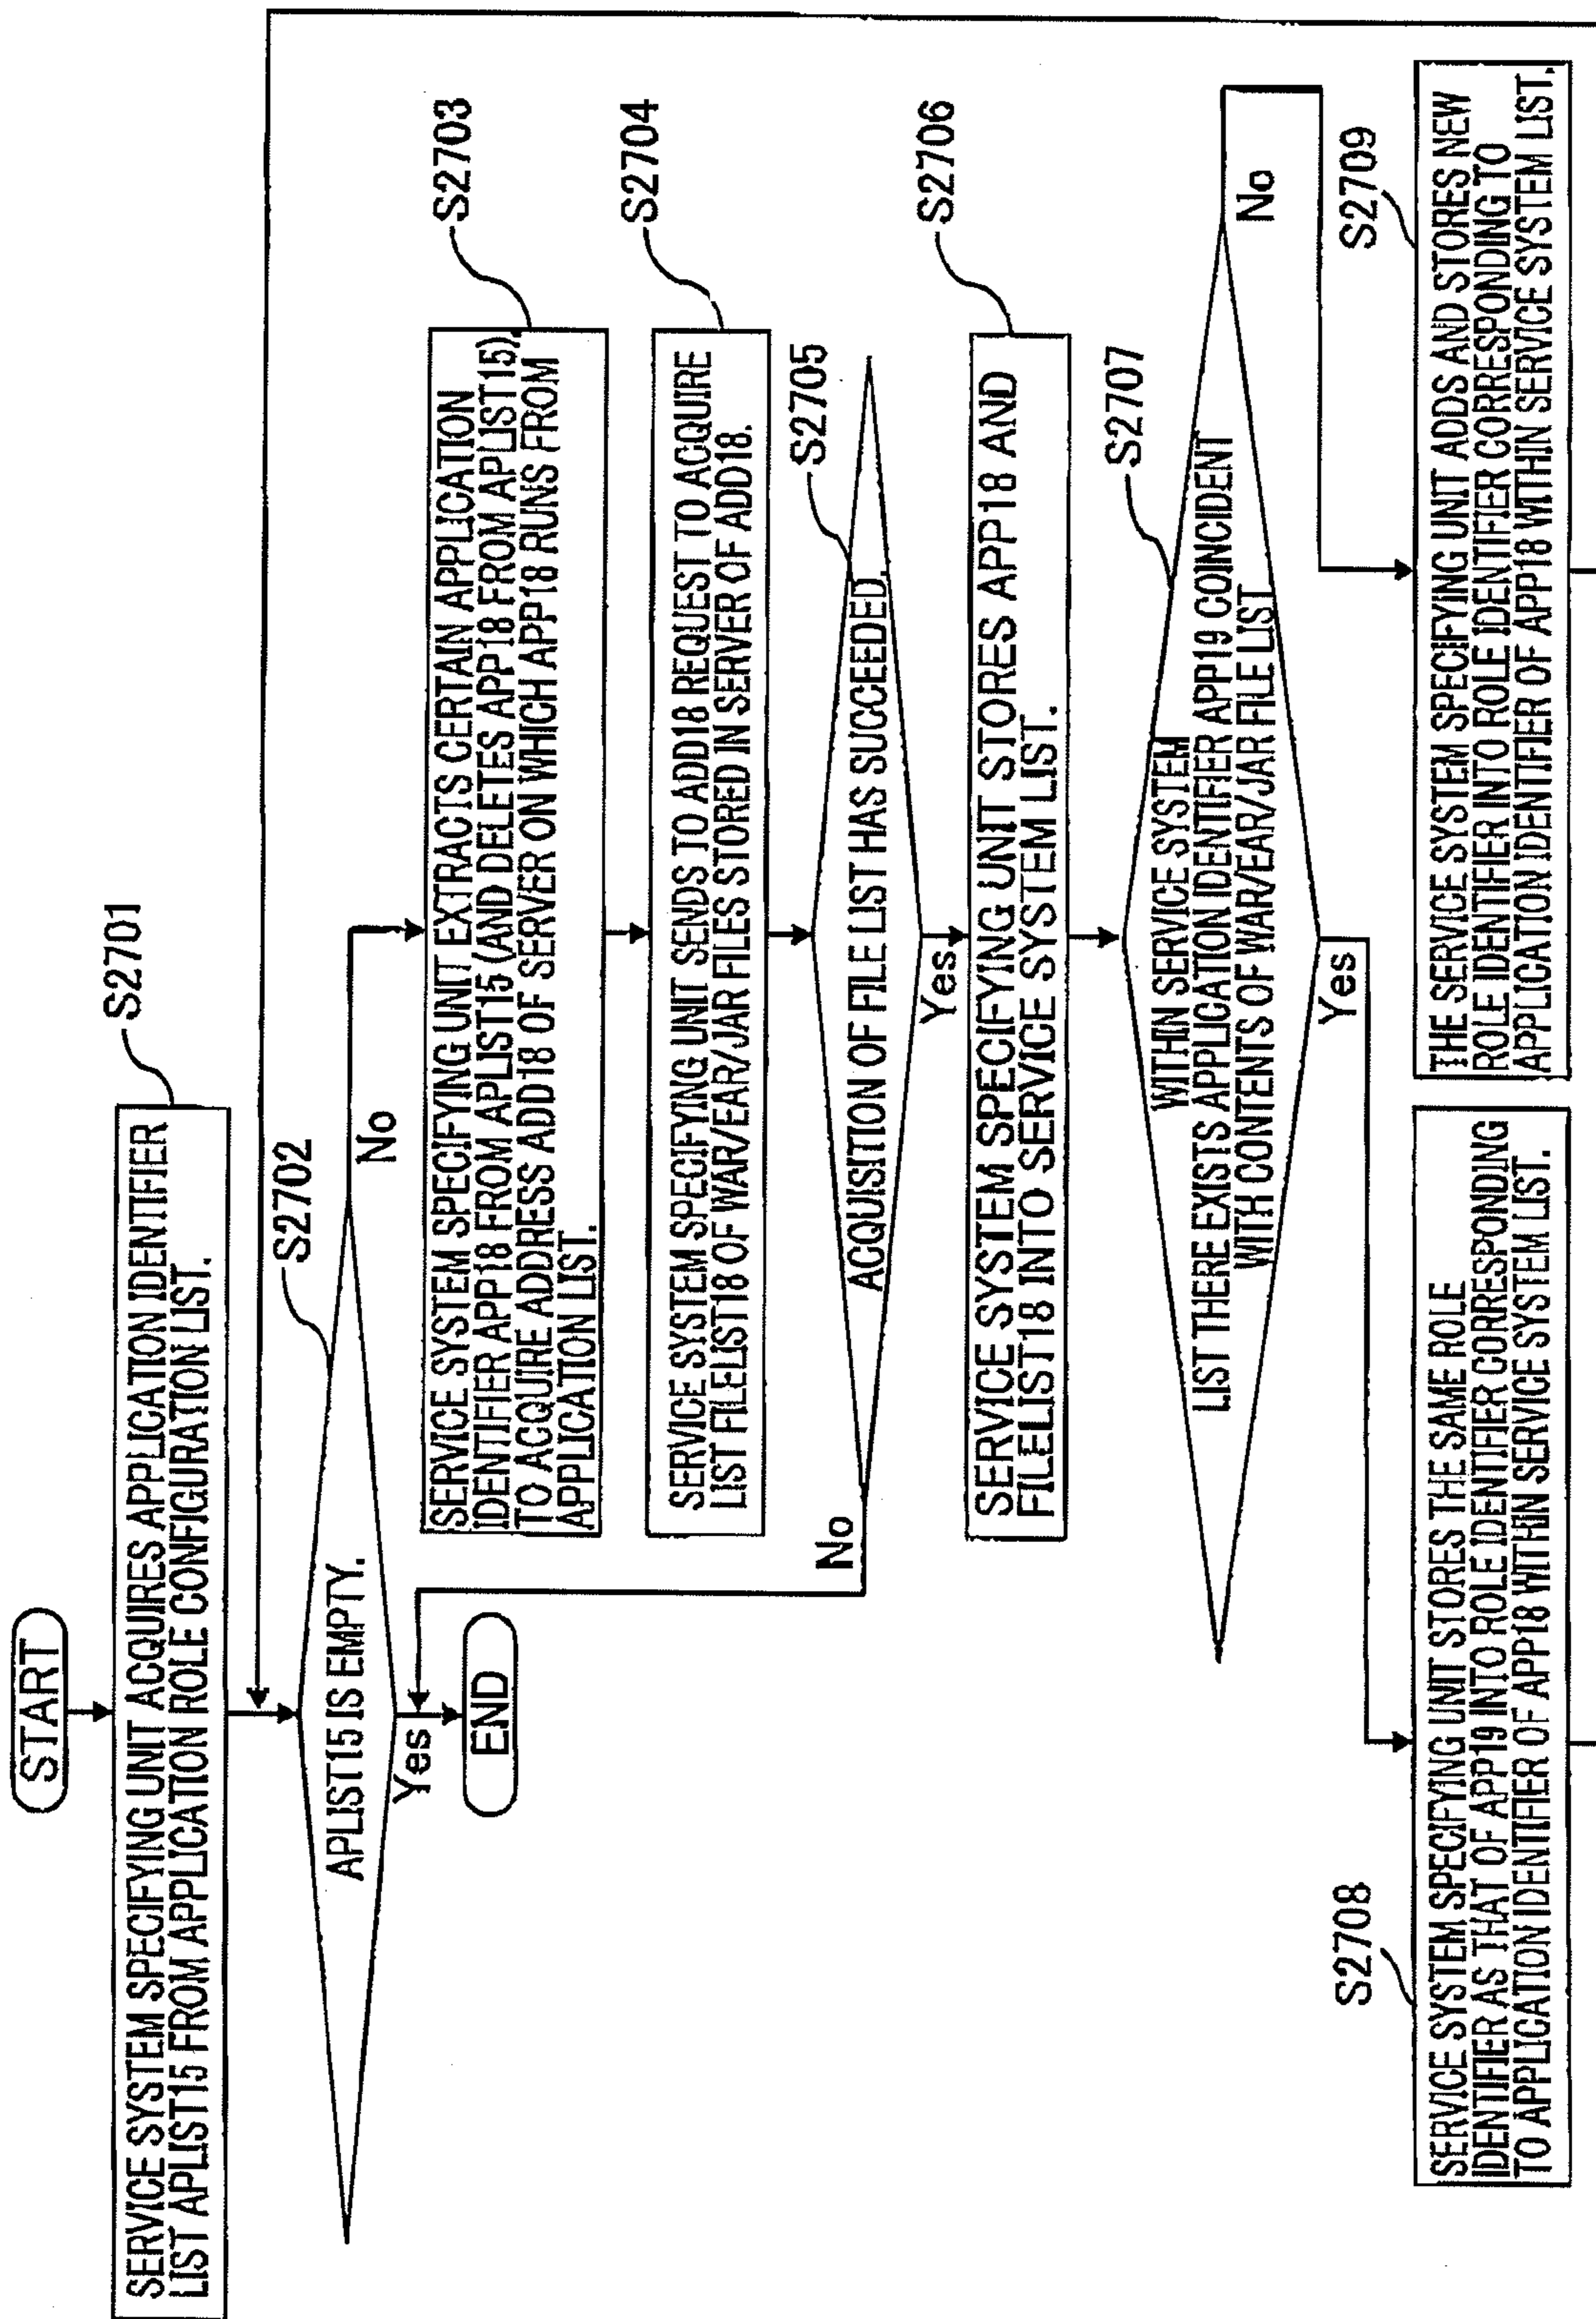 START
S2701
SERVICE SYSTEM SPECIFYING UNIT ACQUIRES APPLICATION IDENTIFIER
LIST APLIST15 FROM APPLICATION ROLE CONFIGURATION LIST.
S2702
APLIST15 IS EMPTY.
No
Yes
END
S2703
SERVICE SYSTEM SPECIFYING UNIT EXTRACTS CERTAIN APPLICATION
IDENTIFIER APP18 FROM APLIST15 (AND DELETES APP18 FROM APLIST15),
TO ACQUIRE ADDRESS ADD18 OF SERVER ON WHICH APP18 RUNS FROM
APPLICATION LIST.
S2704
SERVICE SYSTEM SPECIFYING UNIT SENDS TO ADD18 REQUEST TO ACQUIRE
LIST FILELIST18 OF WAR/EAR/JAR FILES STORED IN SERVER OF ADD18.
S2705
ACQUISITION OF FILE LIST HAS SUCCEEDED.
No
Yes
S2706
SERVICE SYSTEM SPECIFYING UNIT STORES APP18 AND
FILELIST18 INTO SERVICE SYSTEM LIST.
S2707
WITHIN SERVICE SYSTEM
LIST THERE EXISTS APPLICATION IDENTIFIER APP19 COINCIDENT
WITH CONTENTS OF WAR/EAR/JAR FILE LIST
No
Yes
S2708
SERVICE SYSTEM SPECIFYING UNIT STORES THE SAME ROLE
IDENTIFIER AS THAT OF APP19 INTO ROLE IDENTIFIER CORRESPONDING
TO APPLICATION IDENTIFIER OF APP18 WITHIN SERVICE SYSTEM LIST.
S2709
THE SERVICE SYSTEM SPECIFYING UNIT ADDS AND STORES NEW
ROLE IDENTIFIER INTO ROLE IDENTIFIER CORRESPONDING TO
APPLICATION IDENTIFIER OF APP18 WITHIN SERVICE SYSTEM LIST.